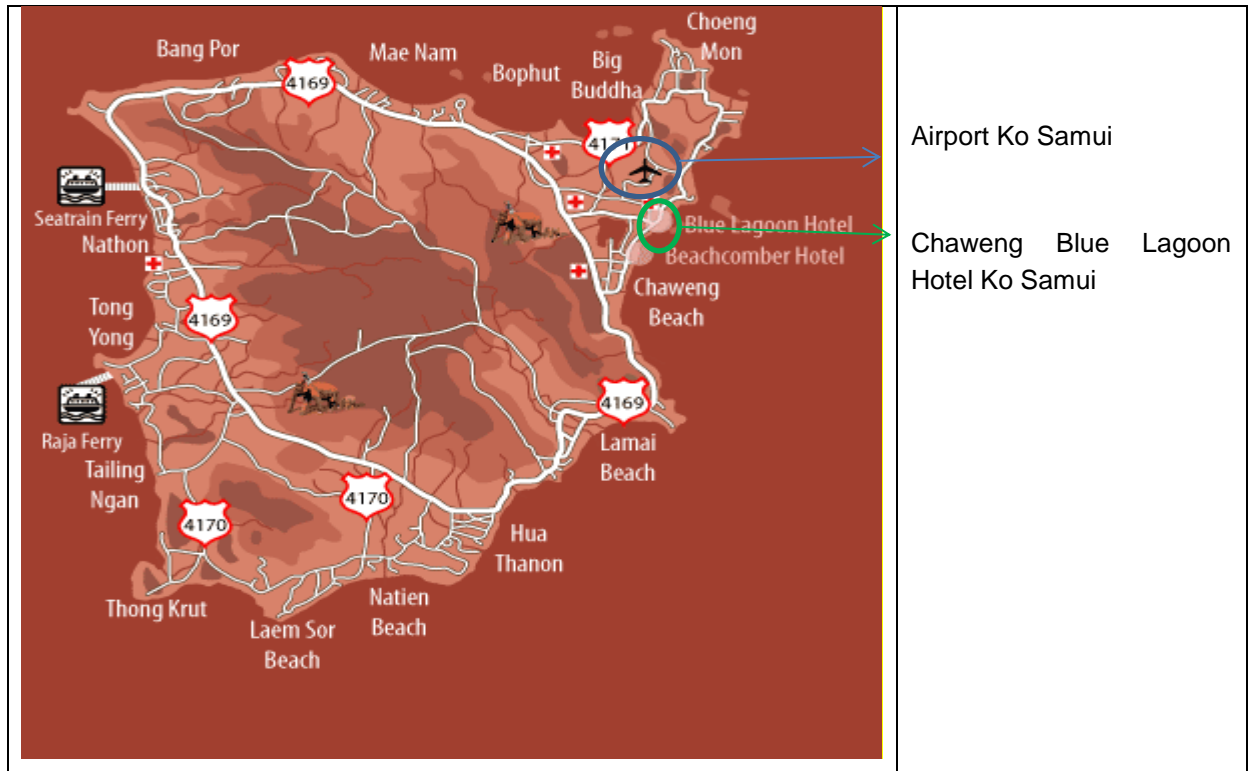 Choeng
Mon
Bang Por
Mae Nam
Big
Buddha
Bophut
4169
Airport Ko Samui
Seatrain Ferry
Nathon
Blue Lagoon Hotel
Beachcomber Hotel
Chaweng Blue Lagoon
Hotel Ko Samui
Chaweng
Beach
Tong
Yong
4169
4169
Raja Ferry
Tailing
Ngan
Lamai
Beach
4170
4170
Hua
Thanon
Thong Krut
Natien
Beach
Laem Sor
Beach